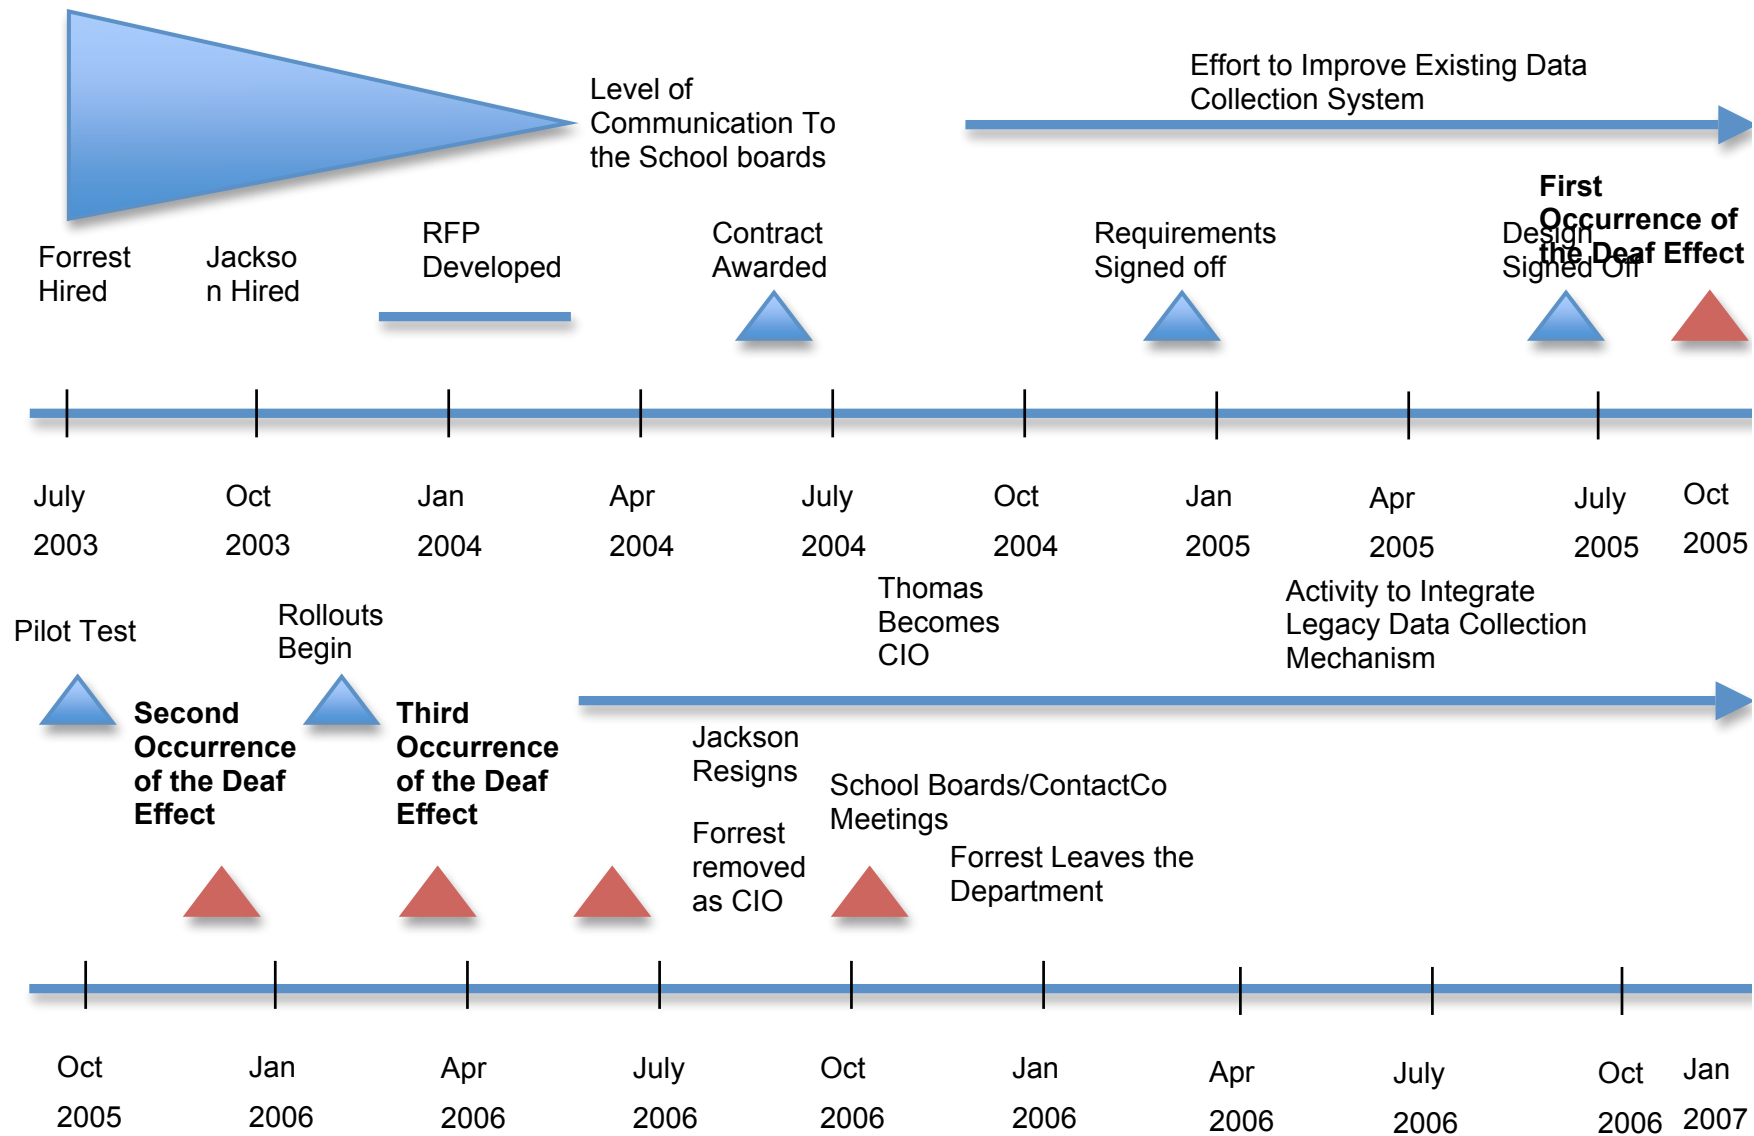 Level of
Communication To
the School boards
Effort to Improve Existing Data
Collection System
Forrest
Hired
Jackso
n Hired
RFP
Developed
Contract
Awarded
Requirements
Signed off
Design
Signed Off
First
Occurrence of
the Deaf Effect
July
2003
Oct
2003
Jan
2004
Apr
2004
July
2004
Oct
2004
Jan
2005
Apr
2005
July
2005
Oct
2005
Pilot Test
Rollouts
Begin
Thomas
Becomes
CIO
Activity to Integrate
Legacy Data Collection
Mechanism
Second
Occurrence
of the Deaf
Effect
Third
Occurrence
of the Deaf
Effect
Jackson
Resigns
Forrest
removed
as CIO
School Boards/ContactCo
Meetings
Forrest Leaves the
Department
Oct
2005
Jan
2006
Apr
2006
July
2006
Oct
2006
Jan
2006
Apr
2006
July
2006
Oct
2006
Jan
2007